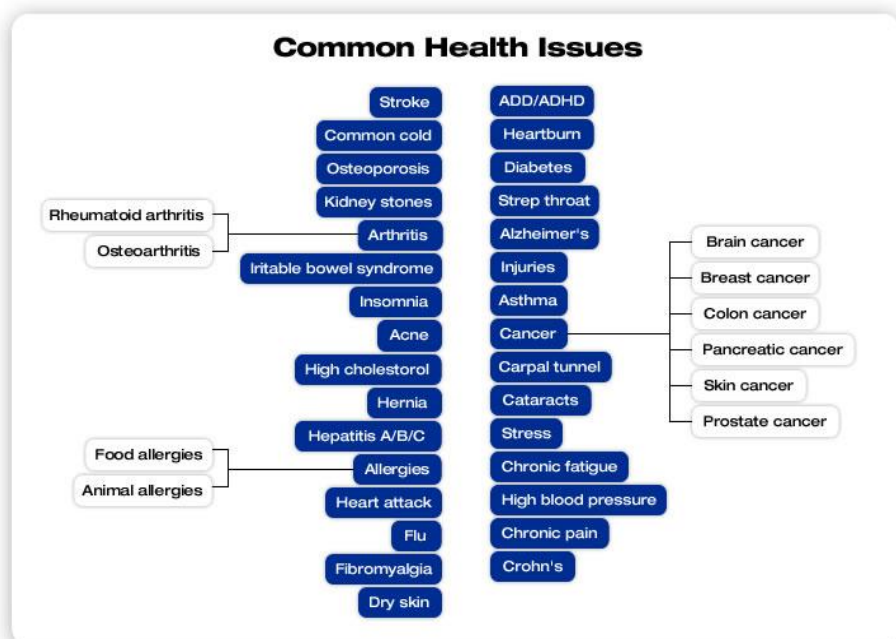 Common Health Issues
Stroke
Common cold
Osteoporosis
Kidney stones
Rheumatoid arthritis
Osteoarthritis
Arthritis
Iritable bowel syndrome
Insomnia
Acne
High cholestorol
Hernia
Hepatitis A/B/C
Food allergies
Animal allergies
Allergies
Heart attack
Flu
Fibromyalgia
Dry skin
ADD/ADHD
Heartburn
Diabetes
Strep throat
Alzheimer's
Injuries
Asthma
Cancer
Brain cancer
Breast cancer
Colon cancer
Pancreatic cancer
Skin cancer
Prostate cancer
Carpal tunnel
Cataracts
Stress
Chronic fatigue
High blood pressure
Chronic pain
Crohn's